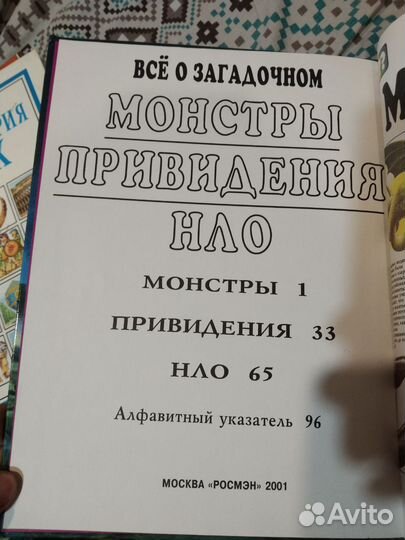 ВСЁ О ЗАГАДОЧНОМ
МОНСТРЫ
ПРИВИДЕНИЯ
НЛО
МОНСТРЫ 1
ПРИВИДЕНИЯ 33
НЛО 65
Алфавитный указатель 96
МОСКВА «РОСМЭН» 2001
Avito